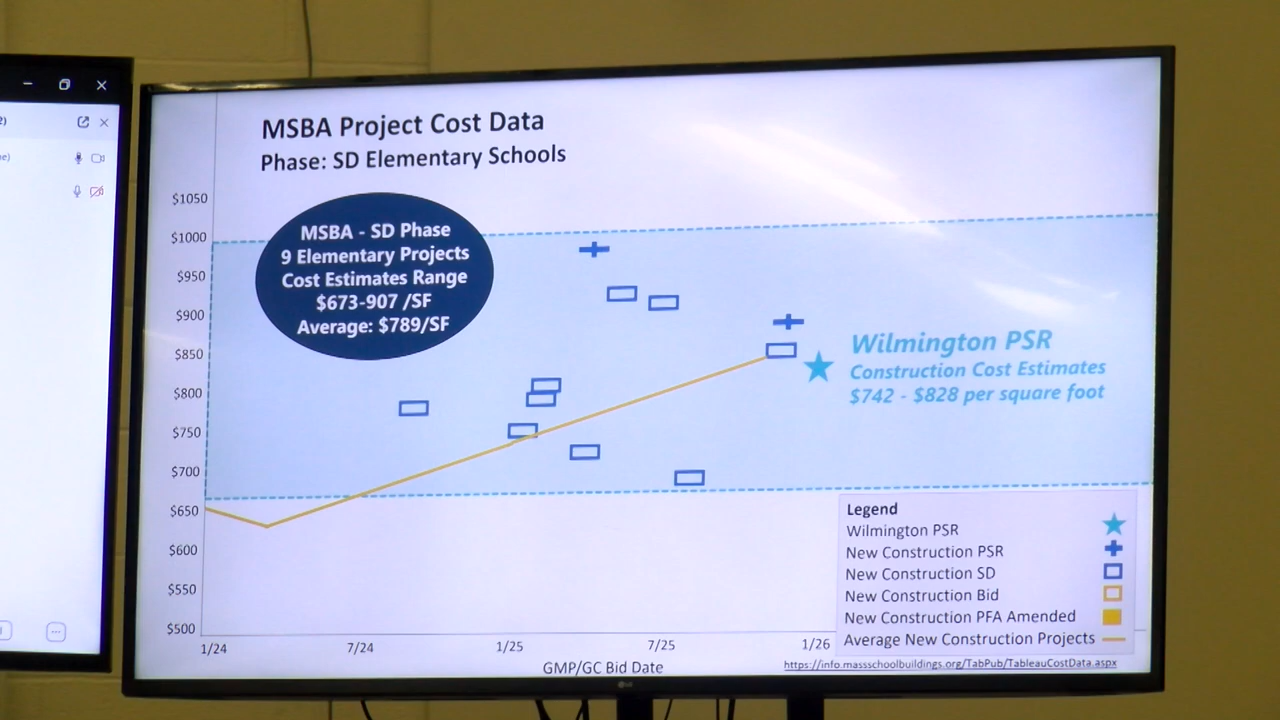 MSBA Project Cost Data
Phase: SD Elementary Schools
$1050
$1000
$950
$900
$850
$800
$750
$700
$650
$600
$550
$500
MSBA - SD Phase
9 Elementary Projects
Cost Estimates Range
$673-907 /SF
Average: $789/SF
Wilmington PSR
Construction Cost Estimates
$742 - $828 per square foot
Legend
Wilmington PSR
New Construction PSR
New Construction SD
New Construction Bid
New Construction PFA Amended
Average New Construction Projects
1/24
7/24
1/25
7/25
1/26
GMP/GC Bid Date
https://info.massschoolbuildings.org/TabPub/TableauCostData.aspx
LG